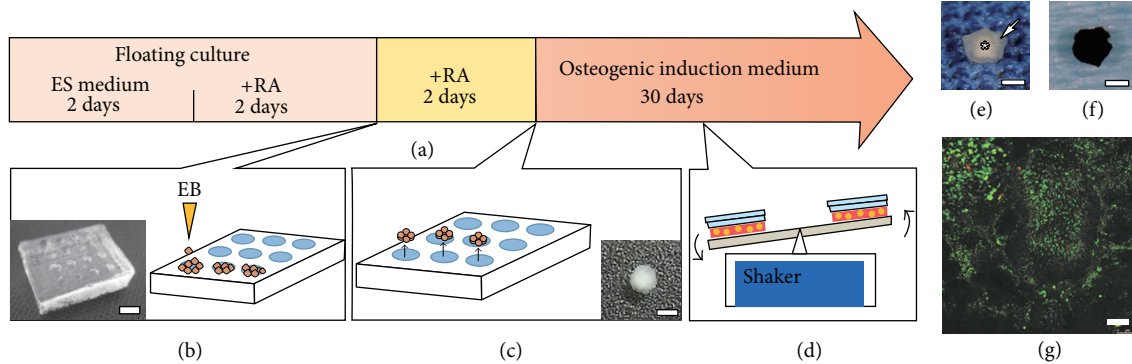 Floating culture
ES medium
2 days
+RA
2 days
+RA
2 days
Osteogenic induction medium
30 days
(a)
EB
(b)
(c)
Shaker
(d)
(e)
(f)
(g)